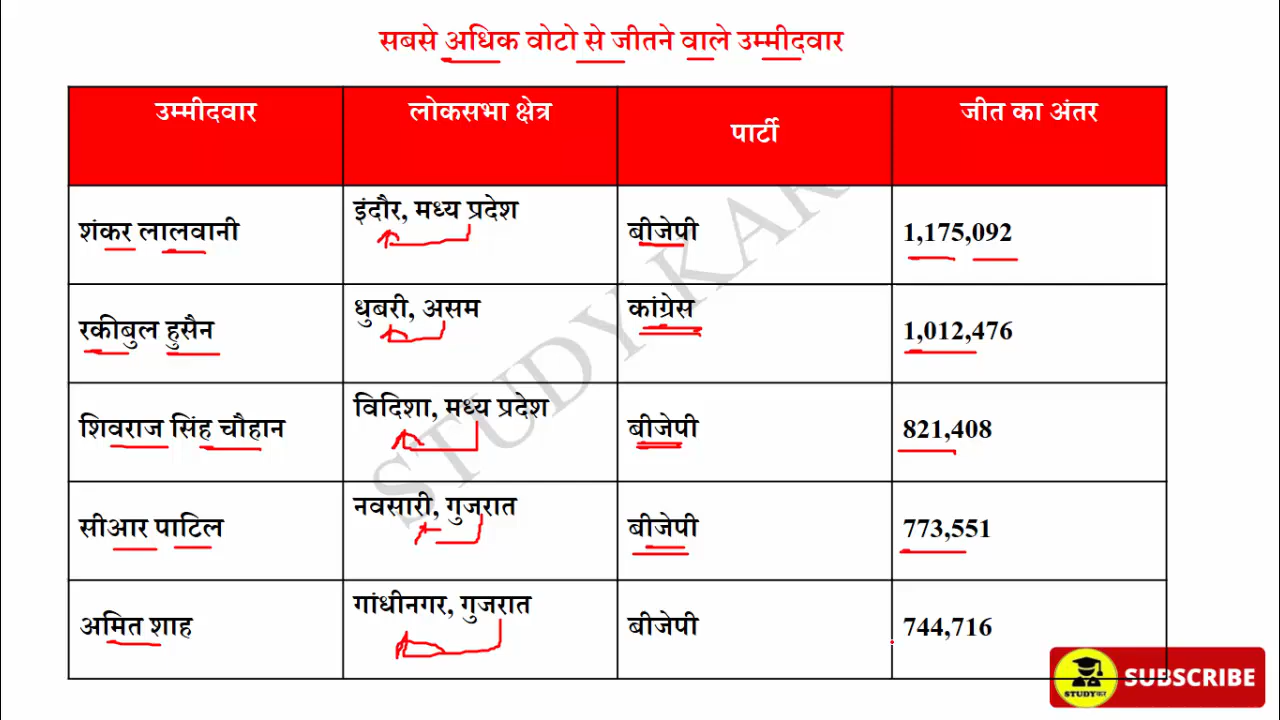 सबसे अधिक वोटो से जीतने वाले उम्मीदवार
उम्मीदवार लोकसभा क्षेत्र पार्टी जीत का अंतर
शंकर लालवानी इंदौर, मध्य प्रदेश बीजेपी 1,175,092
रकीबुल हुसैन धुबरी, असम कांग्रेस 1,012,476
शिवराज सिंह चौहान विदिशा, मध्य प्रदेश बीजेपी 821,408
सीआर पाटिल नवसारी, गुजरात बीजेपी 773,551
अमित शाह गांधीनगर, गुजरात बीजेपी 744,716
STUDY KAR
STUDYकर SUBSCRIBE